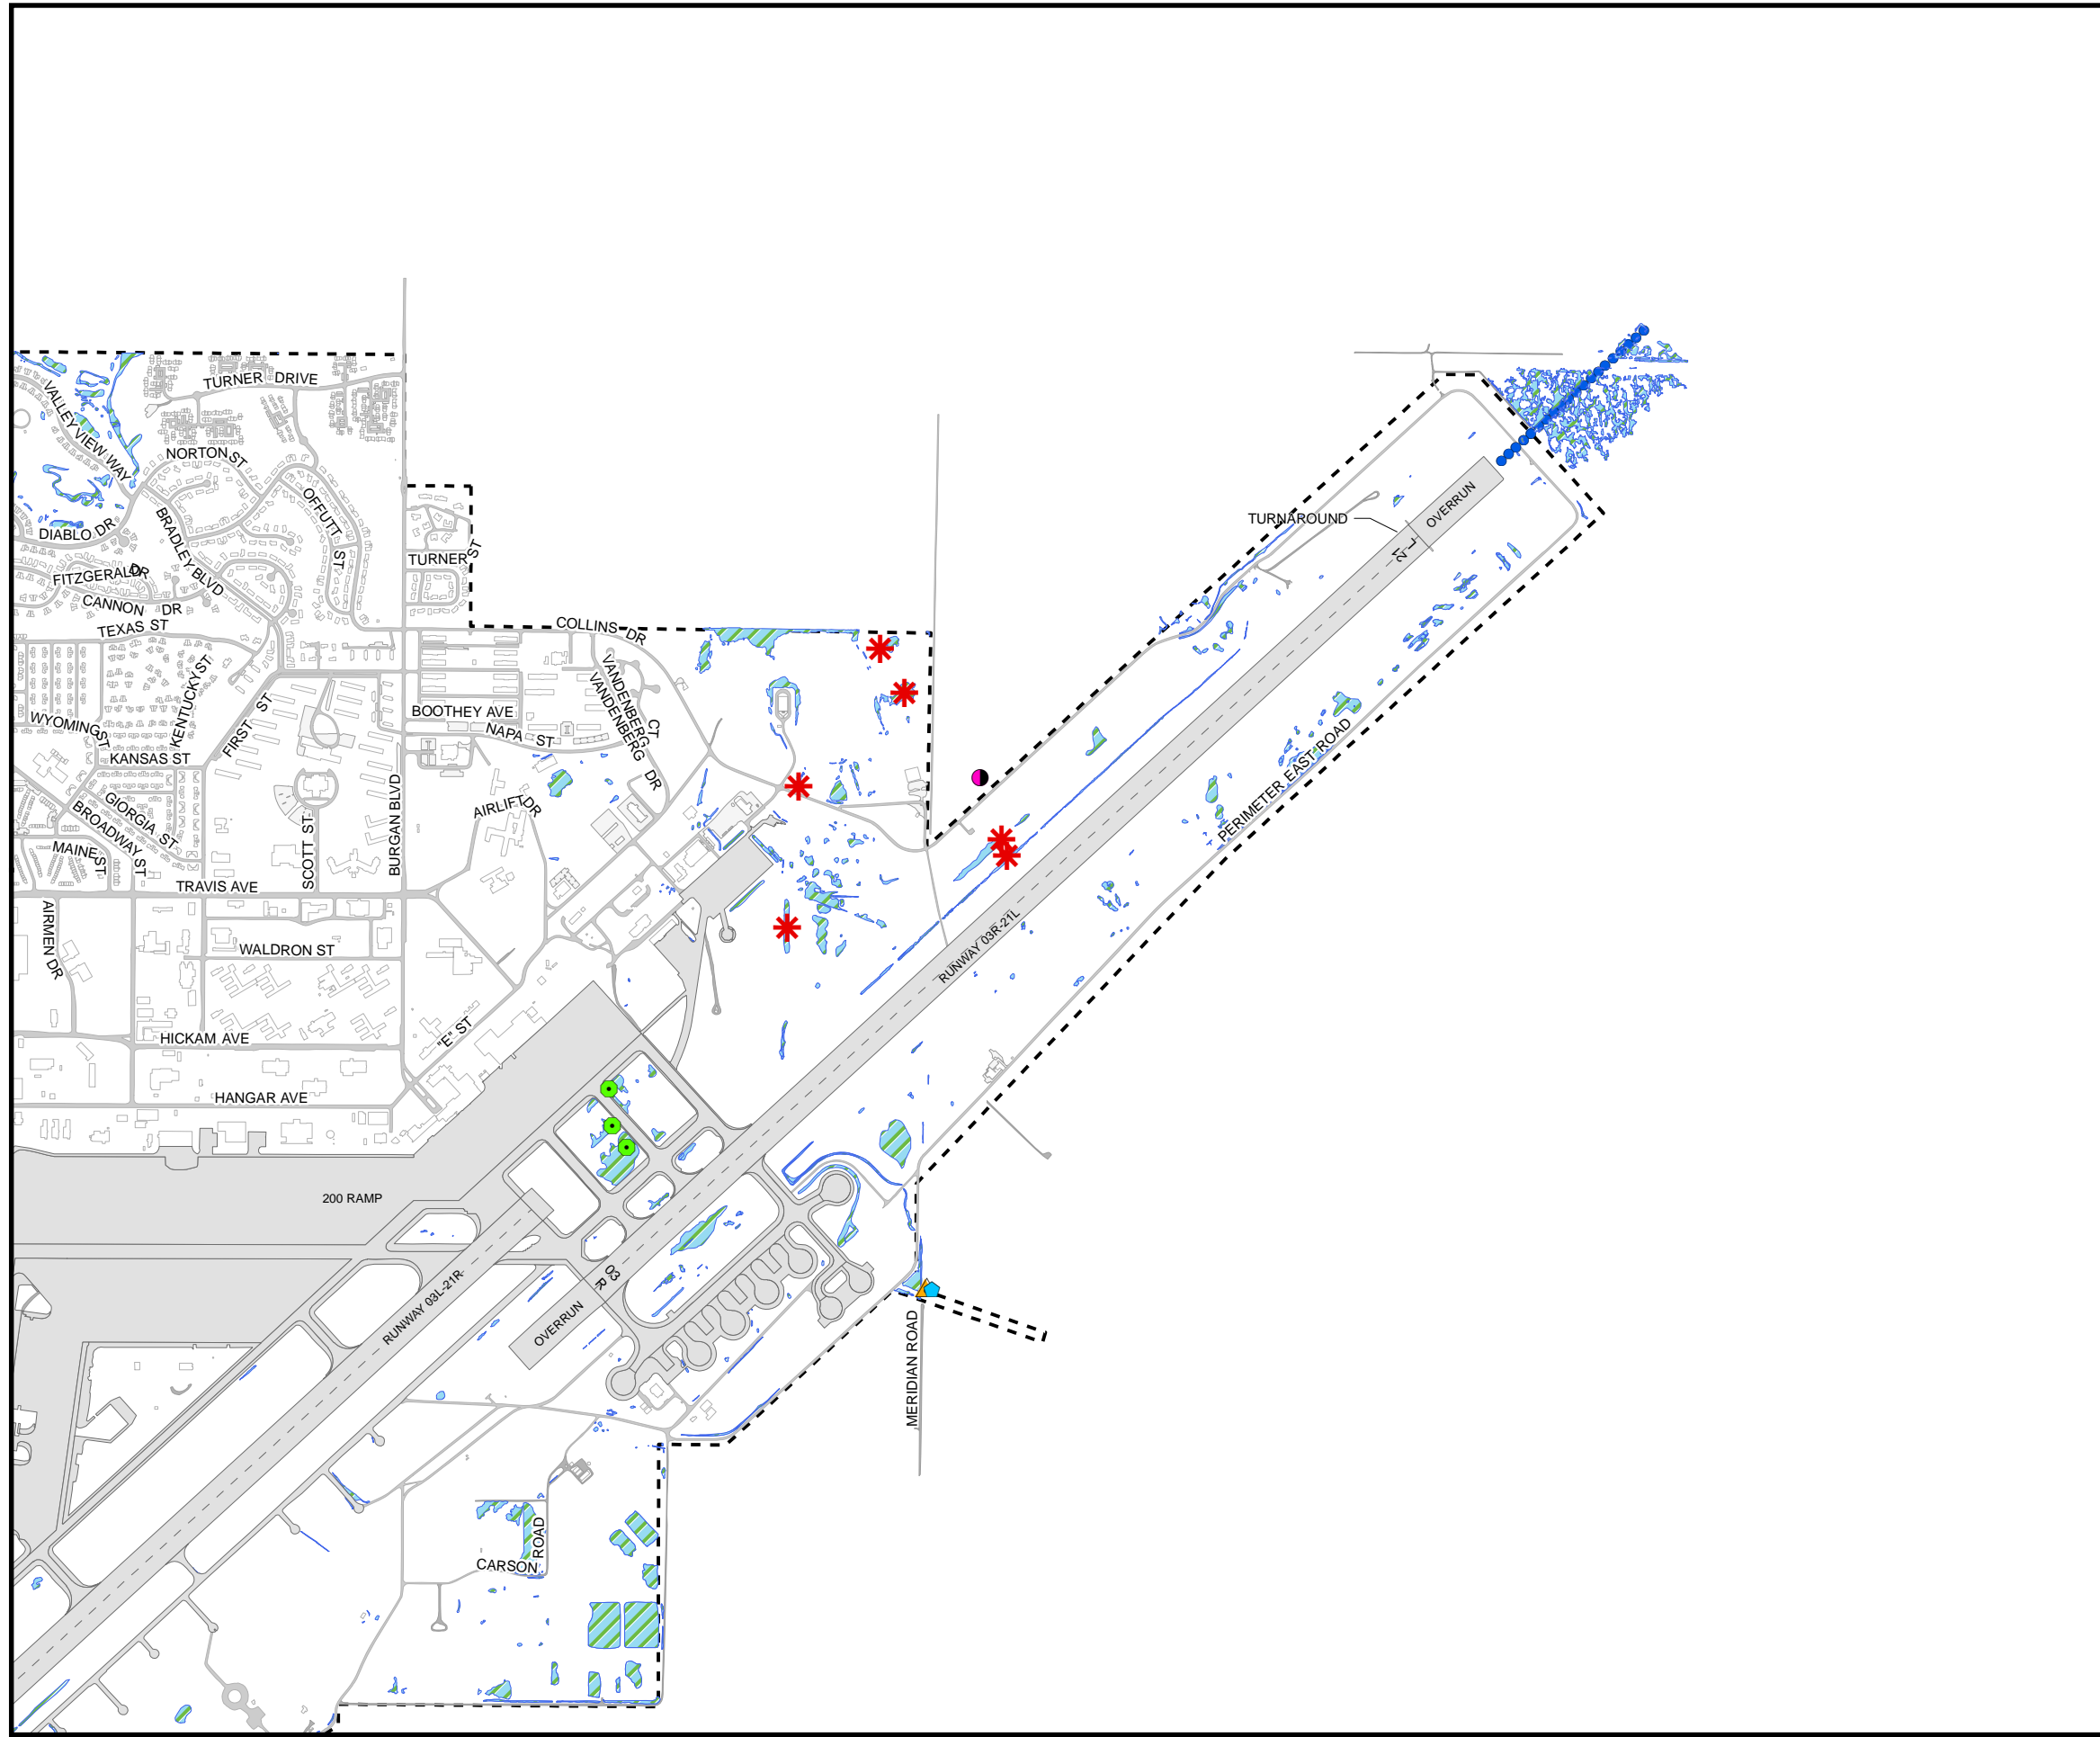 TURNER DRIVE
VALLEYVIEW WAY
NORTON ST
OFFUTT ST
DIABLO DR
BRADLEY BLVD
TURNAROUND
OVERRUN
21 L
TURNER ST
FITZGERALD DR
CANNON DR
TEXAS ST
COLLINS DR
KENTUCKY ST
VANDENBERG CT
VANDENBERG DR
WYOMING ST
FIRST ST
BOOTHEY AVE
NAPA ST
KANSAS ST
PERIMETER EAST ROAD
GIORGIA ST
BROADWAY ST
AIRLIFT DR
BURGAN BLVD
SCOTT ST
MAINE ST
TRAVIS AVE
AIRMEN DR
WALDRON ST
RUNWAY 03R-21L
HICKAM AVE
"E" ST
HANGAR AVE
200 RAMP
03 R
OVERRUN
RUNWAY 03L-21R
MERIDIAN ROAD
CARSON ROAD